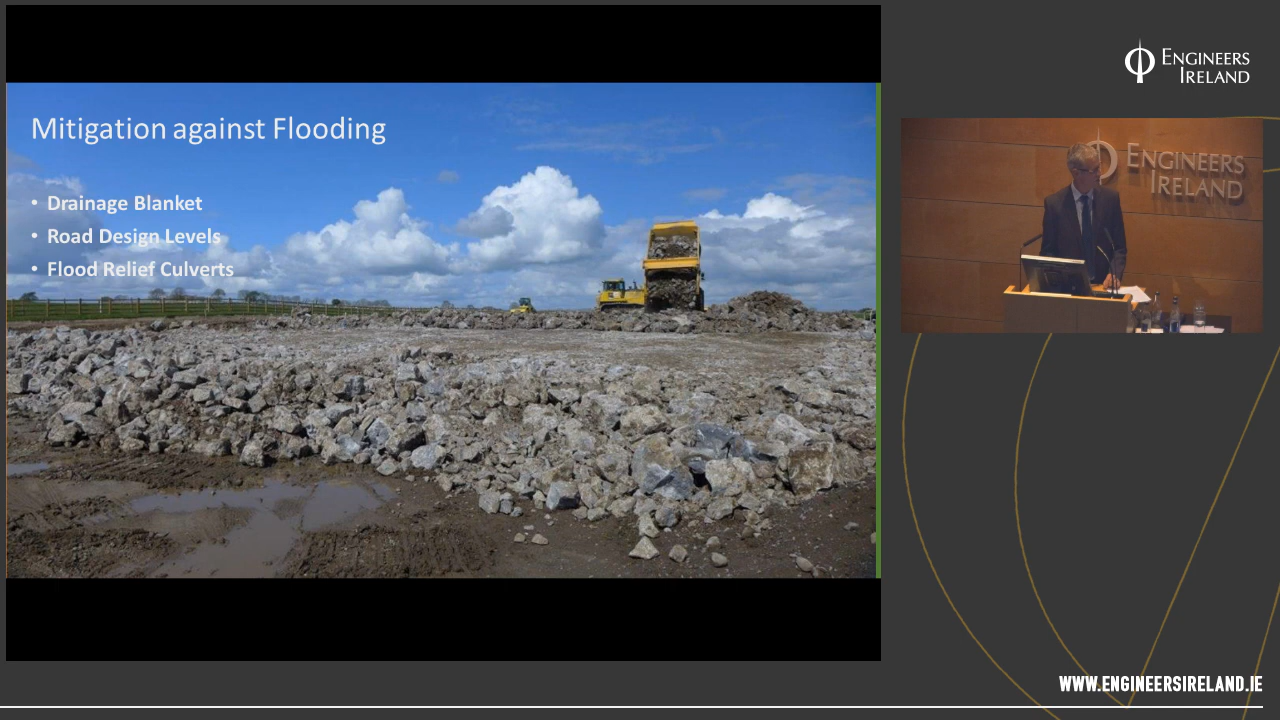 Mitigation against Flooding
• Drainage Blanket
• Road Design Levels
• Flood Relief Culverts
ENGINEERS
IRELAND
ENGINEERS
IRELAND
WWW.ENGINEERSIRELAND.IE